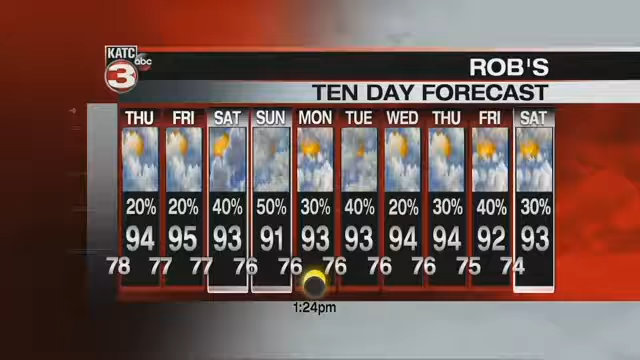 KATC
abc
3
ROB'S
TEN DAY FORECAST
THU FRI SAT SUN MON TUE WED THU FRI SAT
20% 20% 40% 50% 30% 40% 20% 30% 40% 30%
94 95 93 91 93 93 94 94 92 93
78 77 77 76 76 76 76 76 75 74
1:24pm